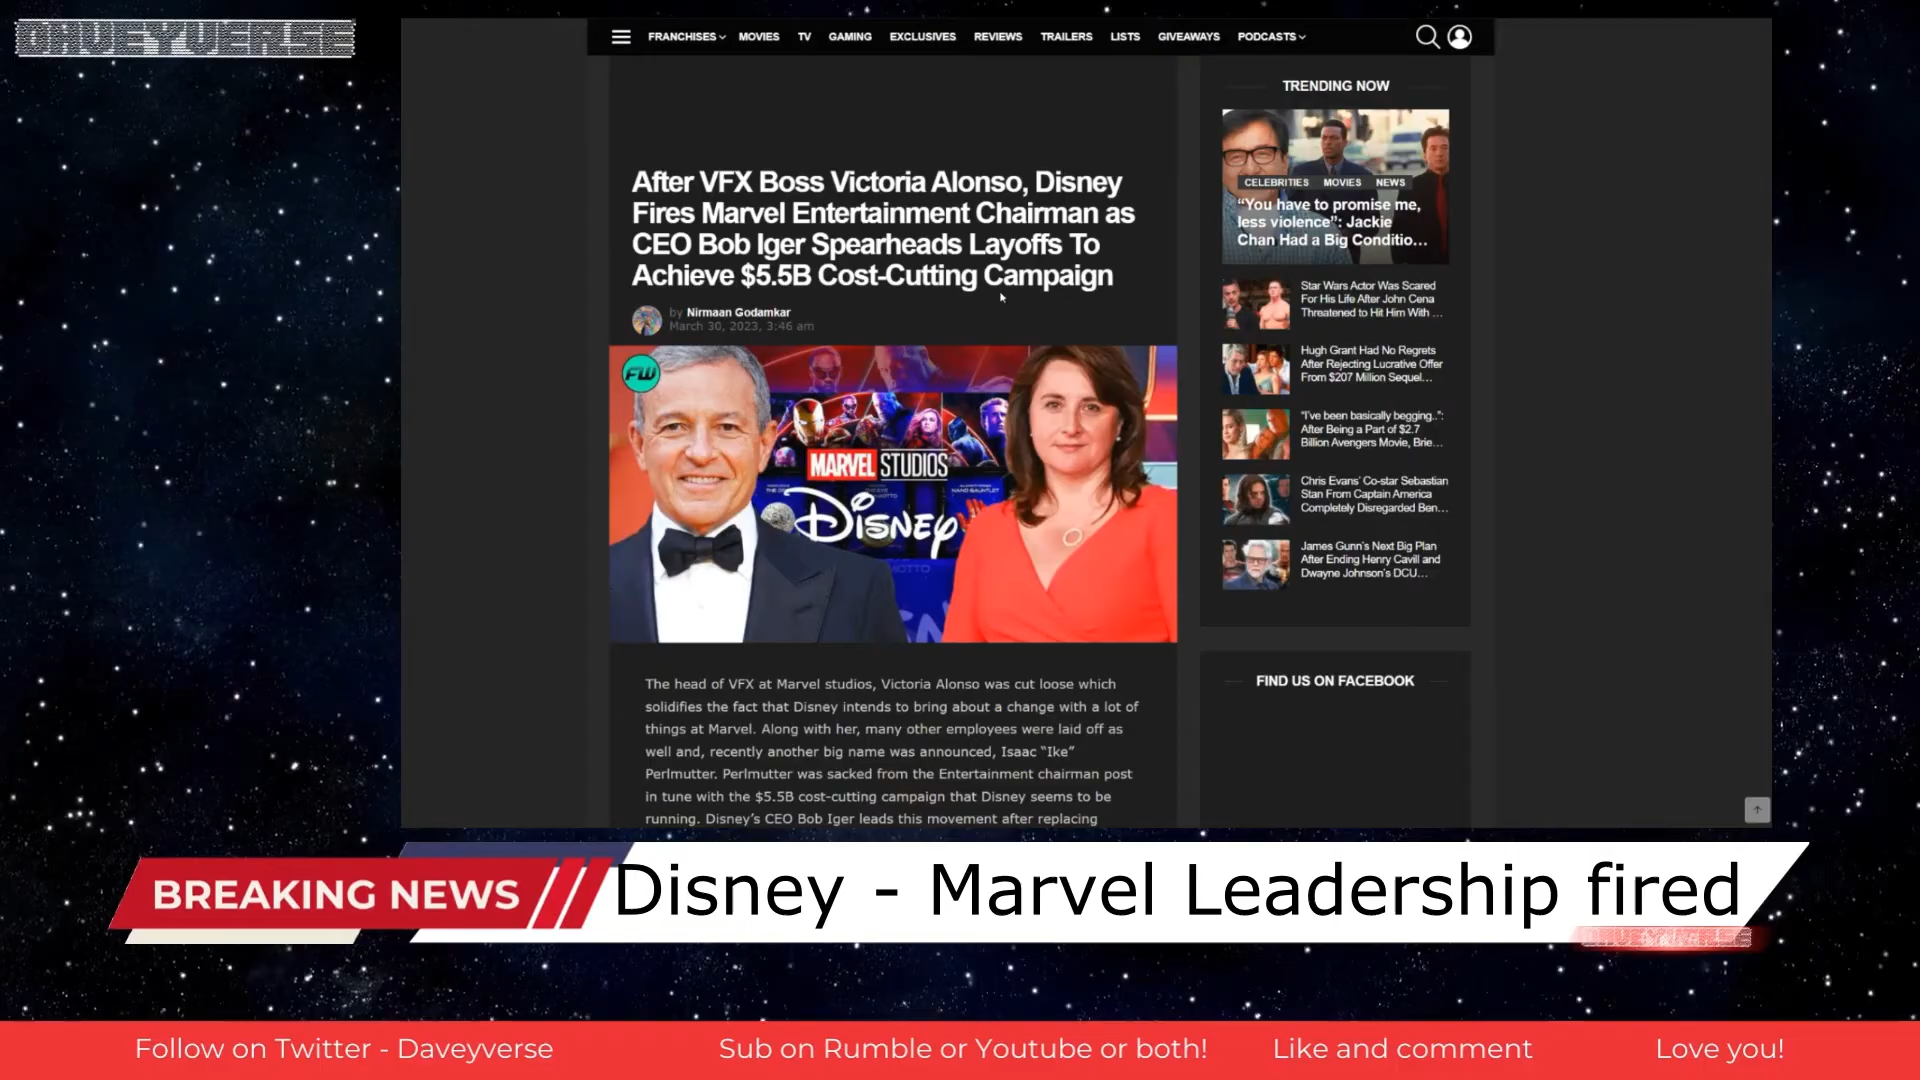 DAVEYVERSE
FRANCHISES MOVIES TV GAMING EXCLUSIVES REVIEWS TRAILERS LISTS GIVEAWAYS PODCASTS
After VFX Boss Victoria Alonso, Disney
Fires Marvel Entertainment Chairman as
CEO Bob Iger Spearheads Layoffs To
Achieve $5.5B Cost-Cutting Campaign
by Nirmaan Godamkar
March 30, 2023, 3:46 am
FW
MARVEL STUDIOS
DISNEY
The head of VFX at Marvel studios, Victoria Alonso was cut loose which
solidifies the fact that Disney intends to bring about a change with a lot of
things at Marvel. Along with her, many other employees were laid off as
well and, recently another big name was announced, Isaac “Ike”
Perlmutter. Perlmutter was sacked from the Entertainment chairman post
in tune with the $5.5B cost-cutting campaign that Disney seems to be
running. Disney’s CEO Bob Iger leads this movement after replacing
TRENDING NOW
CELEBRITIES MOVIES NEWS
“You have to promise me,
less violence”: Jackie
Chan Had a Big Conditio…
Star Wars Actor Was Scared
For His Life After John Cena
Threatened to Hit Him With …
Hugh Grant Had No Regrets
After Rejecting Lucrative Offer
From $207 Million Sequel…
“I’ve been basically begging..”:
After Being a Part of $2.7
Billion Avengers Movie, Brie…
Chris Evans’ Co-star Sebastian
Stan From Captain America
Completely Disregarded Ben…
James Gunn’s Next Big Plan
After Ending Henry Cavill and
Dwayne Johnson’s DCU…
FIND US ON FACEBOOK
BREAKING NEWS
Disney - Marvel Leadership fired
DAVEYVERSE
Follow on Twitter - Daveyverse Sub on Rumble or Youtube or both! Like and comment Love you!